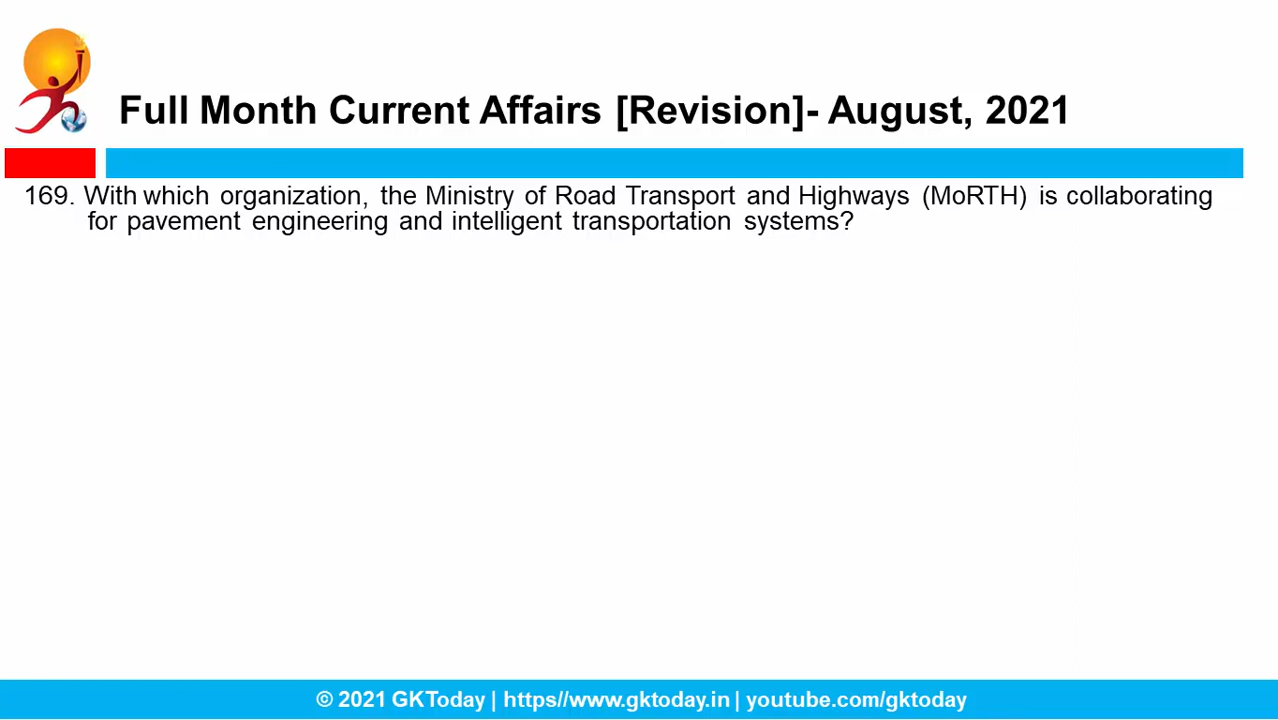 Full Month Current Affairs [Revision]- August, 2021
169. With which organization, the Ministry of Road Transport and Highways (MoRTH) is collaborating
for pavement engineering and intelligent transportation systems?
© 2021 GKToday | https//www.gktoday.in | youtube.com/gktoday